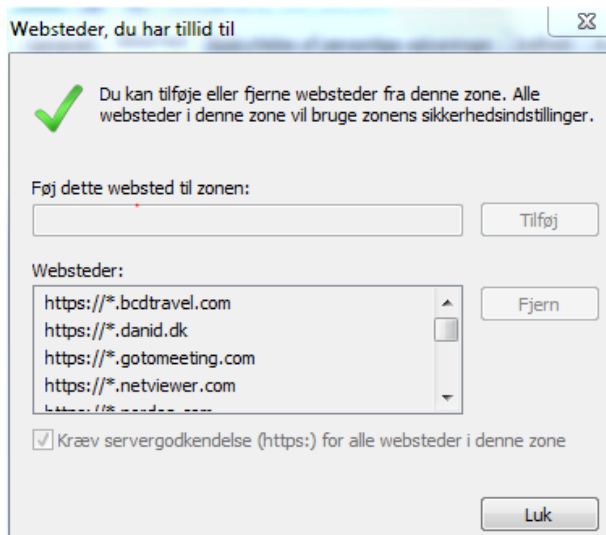 Websteder, du har tillid til
Du kan tilføje eller fjerne websteder fra denne zone. Alle
websteder i denne zone vil bruge zonens sikkerhedsindstillinger.
Føj dette websted til zonen:
Tilføj
Websteder:
https://*.bcdtravel.com
Fjern
https://*.danid.dk
https://*.gotomeeting.com
https://*.netviewer.com
Kræv servergodkendelse (https:) for alle websteder i denne zone
Luk